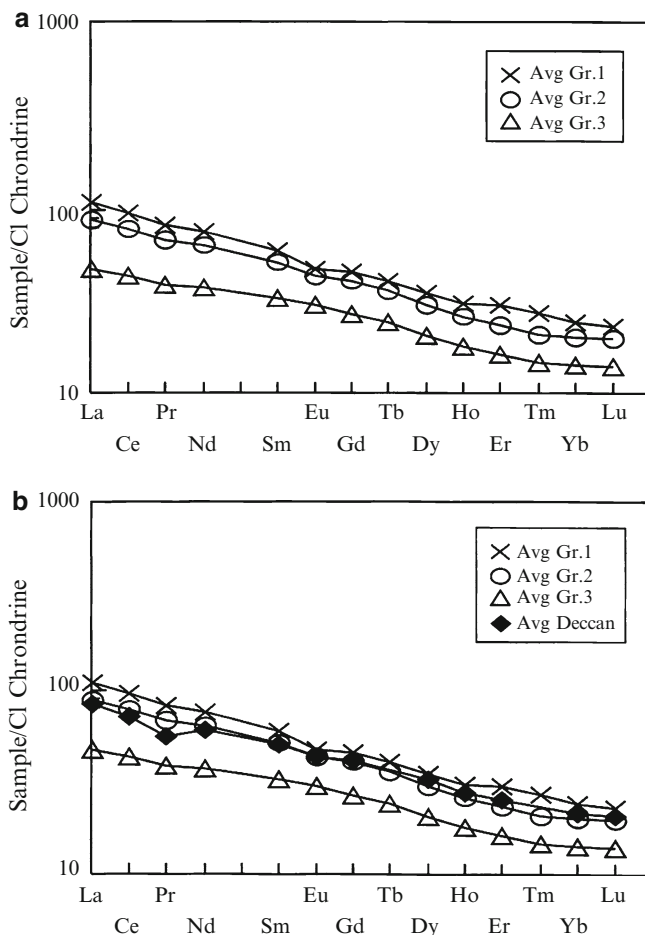 a
1000
Avg Gr.1
Avg Gr.2
Avg Gr.3
100
Sample/Cl Chrondrine
10
La Pr Eu Tb Ho Tm Lu
Ce Nd Sm Gd Dy Er Yb
b
1000
Avg Gr.1
Avg Gr.2
Avg Gr.3
Avg Deccan
100
Sample/Cl Chrondrine
10
La Pr Eu Tb Ho Tm Lu
Ce Nd Sm Gd Dy Er Yb